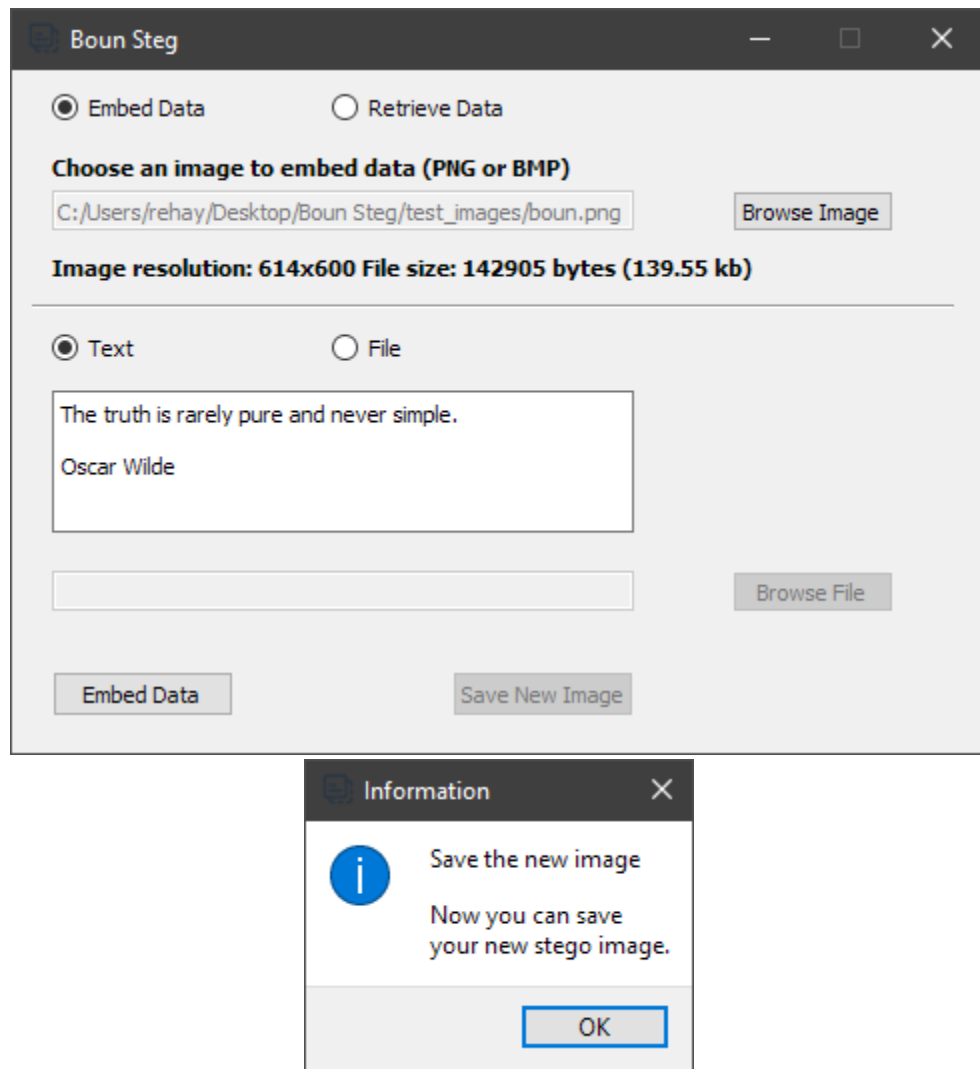 Boun Steg
Embed Data Retrieve Data
Choose an image to embed data (PNG or BMP)
C:/Users/rehay/Desktop/Boun Steg/test_images/boun.png Browse Image
Image resolution: 614x600 File size: 142905 bytes (139.55 kb)
Text File
The truth is rarely pure and never simple.
Oscar Wilde
Browse File
Embed Data Save New Image
Information
Save the new image
Now you can save
your new stego image.
OK